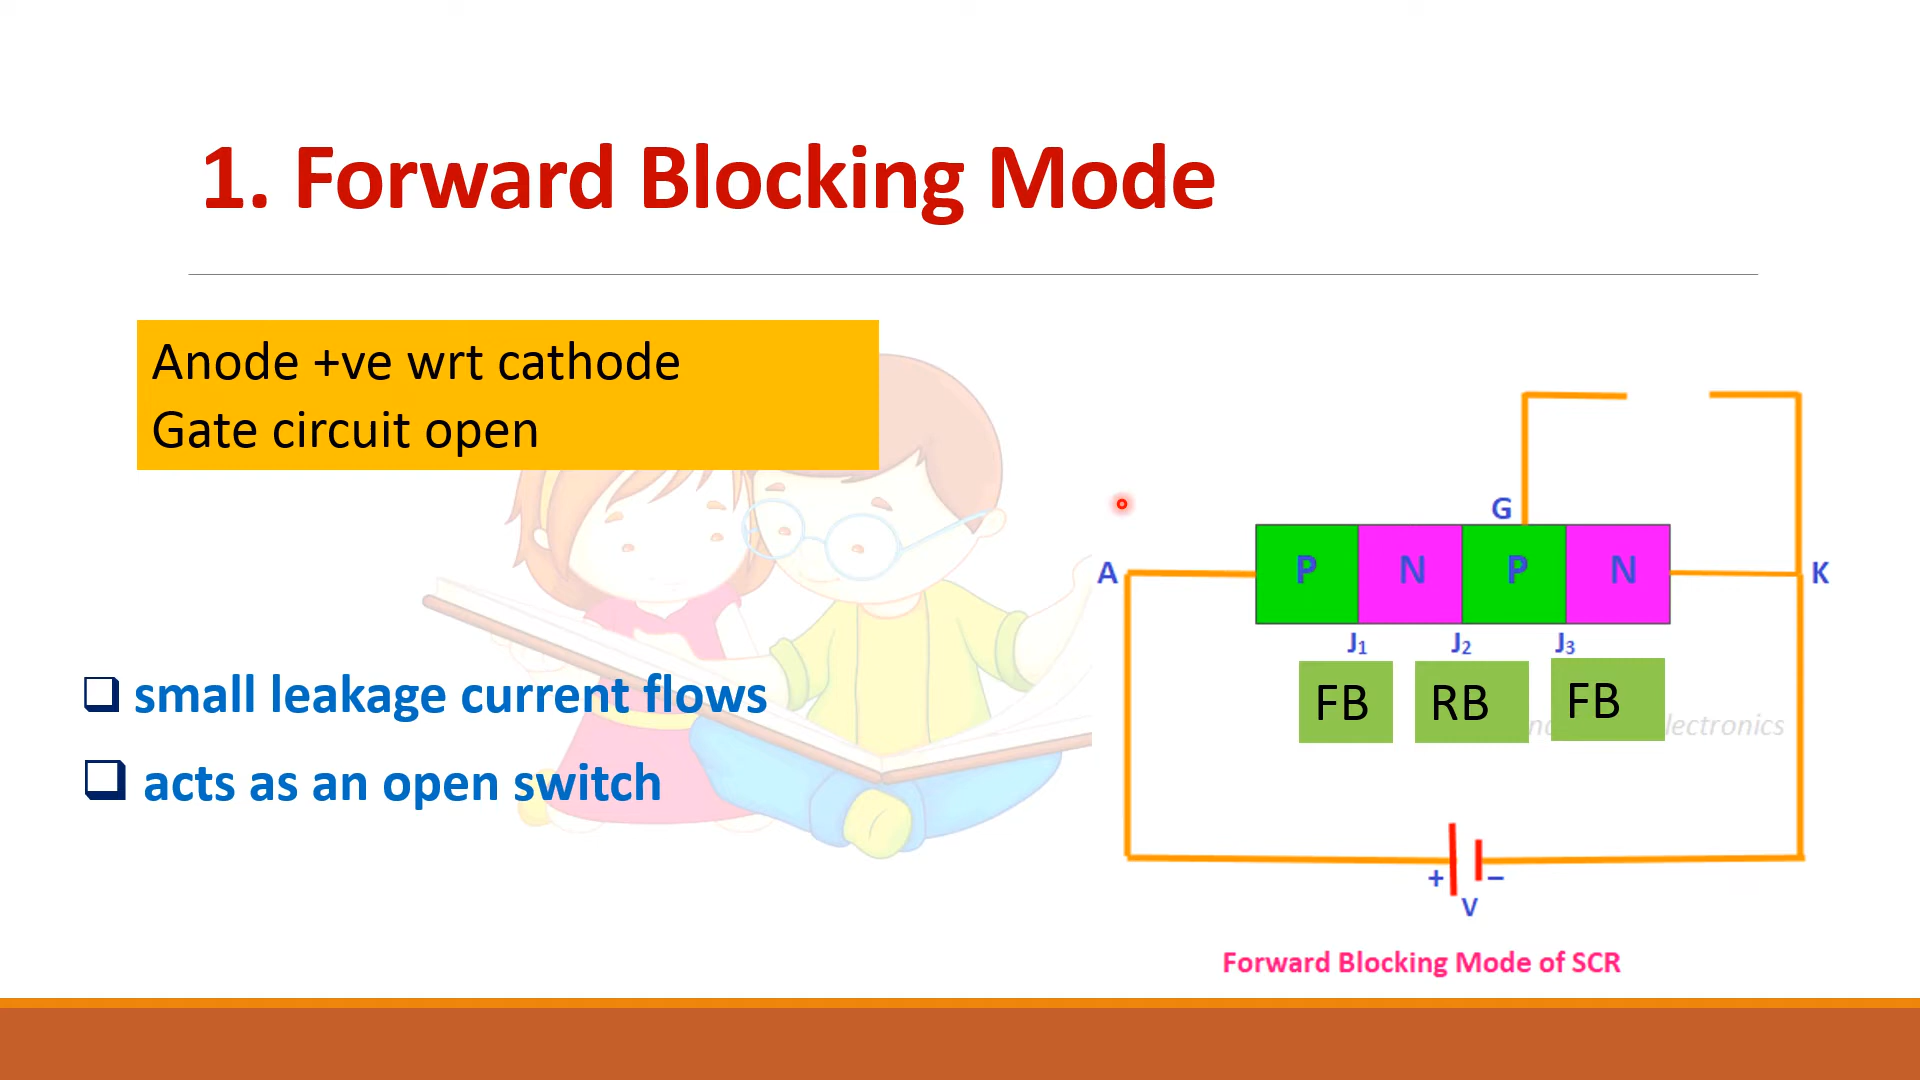 1. Forward Blocking Mode
Anode +ve wrt cathode
Gate circuit open
small leakage current flows
acts as an open switch
G
A
P N P N
K
J₁ J₂ J₃
FB RB FB
lectronics
+ –
V
Forward Blocking Mode of SCR